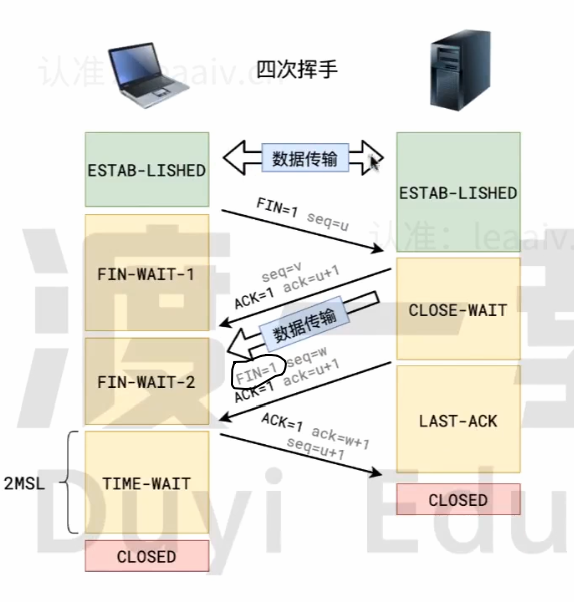 认准：leaaiv.cn
四次挥手
数据传输
ESTAB-LISHED
ESTAB-LISHED
FIN=1 seq=u
认准：leaaiv.
FIN-WAIT-1
seq=v
ACK=1 ack=u+1
CLOSE-WAIT
数据传输
FIN=1 seq=w
ACK=1 ack=u+1
FIN-WAIT-2
LAST-ACK
ACK=1 ack=w+1
seq=u+1
2MSL
TIME-WAIT
CLOSED
CLOSED
渡一
Duyi Edu